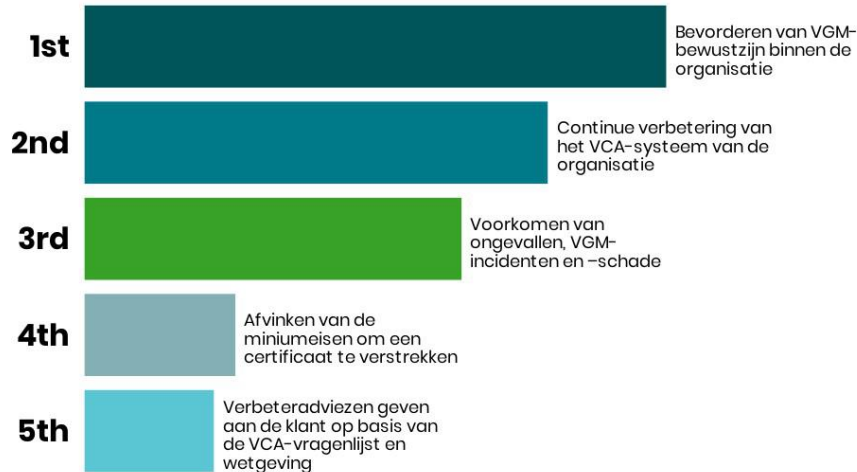 1st
Bevorderen van VGM-
bewustzijn binnen de
organisatie
2nd
Continue verbetering van
het VCA-systeem van de
organisatie
3rd
Voorkomen van
ongevallen, VGM-
incidenten en –schade
4th
Afvinken van de
miniumeisen om een
certificaat te verstrekken
5th
Verbeteradviezen geven
aan de klant op basis van
de VCA-vragenlijst en
wetgeving